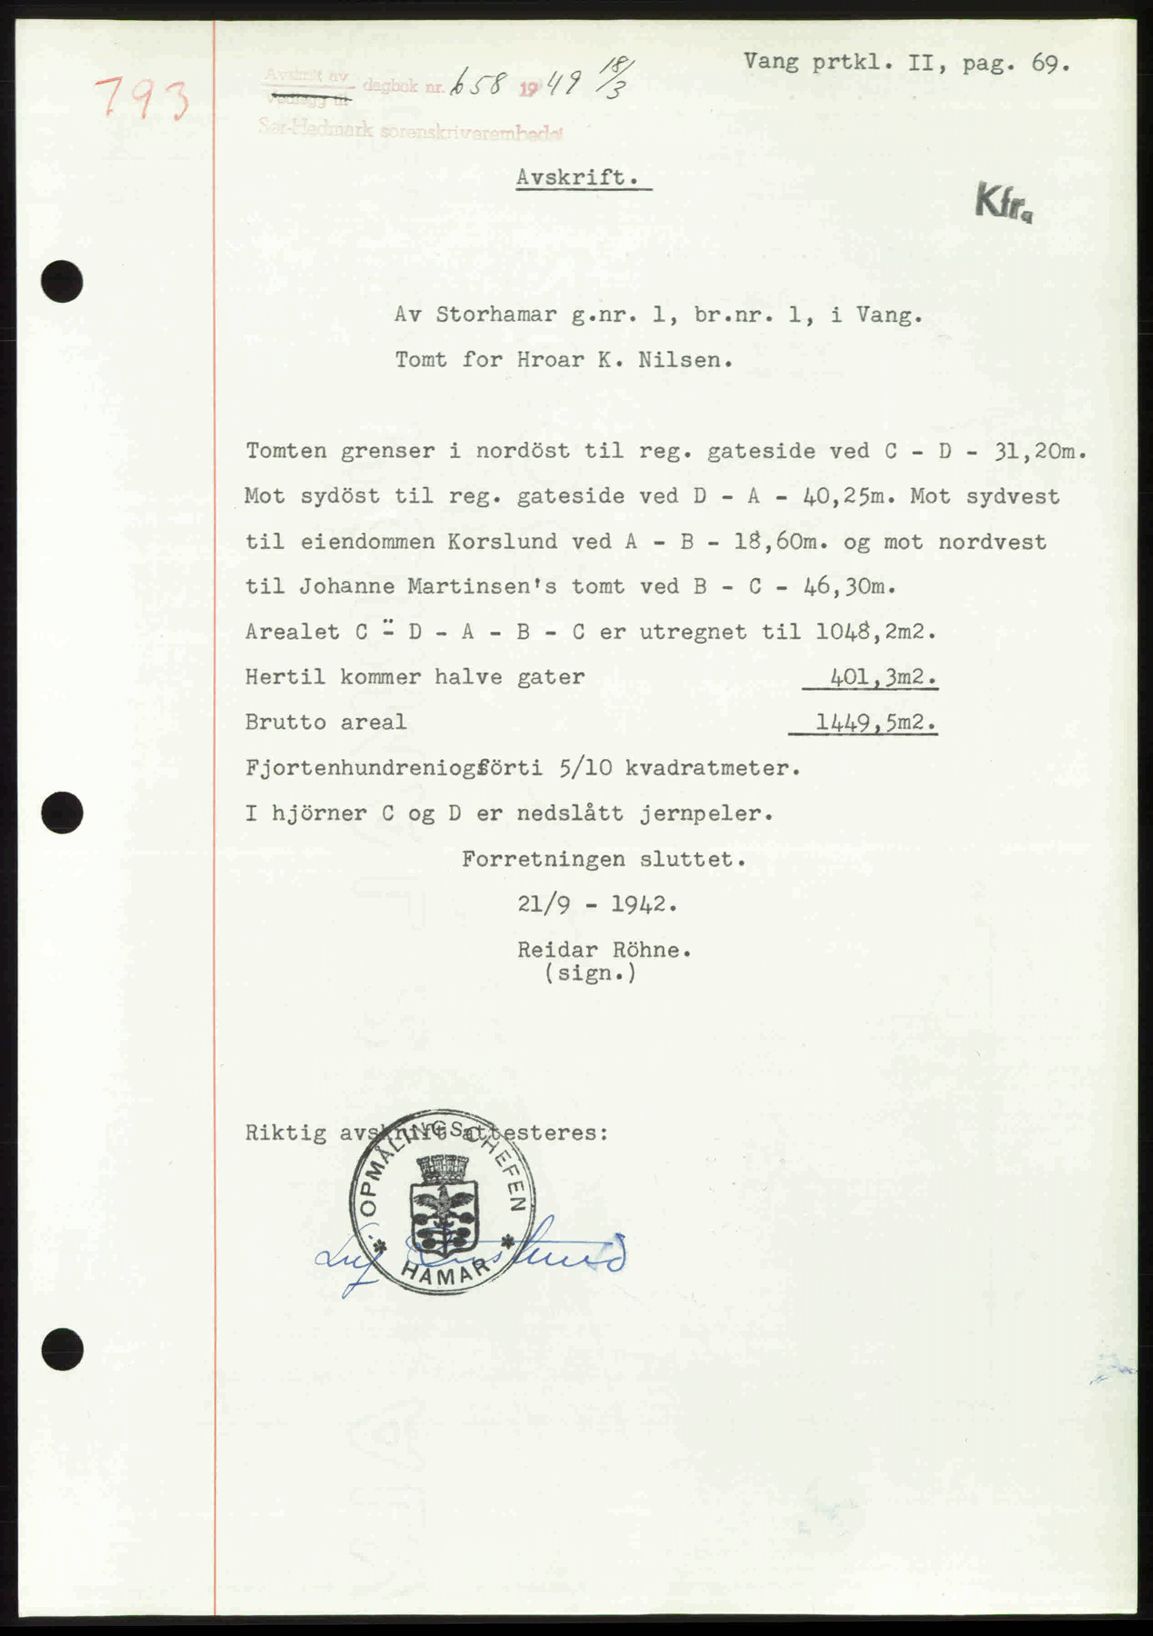 Vang prtkl. II, pag. 69.
793
Avskrift av
Vedlegg til
dagbok nr. 658 1949 18/3
Sør-Hedmark sorenskriverembede
Avskrift.
Kfr.
Av Storhamar g.nr. 1, br.nr. 1, i Vang.
Tomt for Hroar K. Nilsen.
Tomten grenser i nordöst til reg. gateside ved C - D - 31,20m.
Mot sydöst til reg. gateside ved D - A - 40,25m. Mot sydvest
til eiendommen Korslund ved A - B - 18,60m. og mot nordvest
til Johanne Martinsen's tomt ved B - C - 46,30m.
Arealet C - D - A - B - C er utregnet til 1048,2m2.
Hertil kommer halve gater 401,3m2.
Brutto areal 1449,5m2.
Fjortenhundreniogförti 5/10 kvadratmeter.
I hjörner C og D er nedslått jernpeler.
Forretningen sluttet.
21/9 - 1942.
Reidar Röhne.
(sign.)
Riktig avskrift attesteres:
OPMÅLINGSCHEFEN
HAMAR